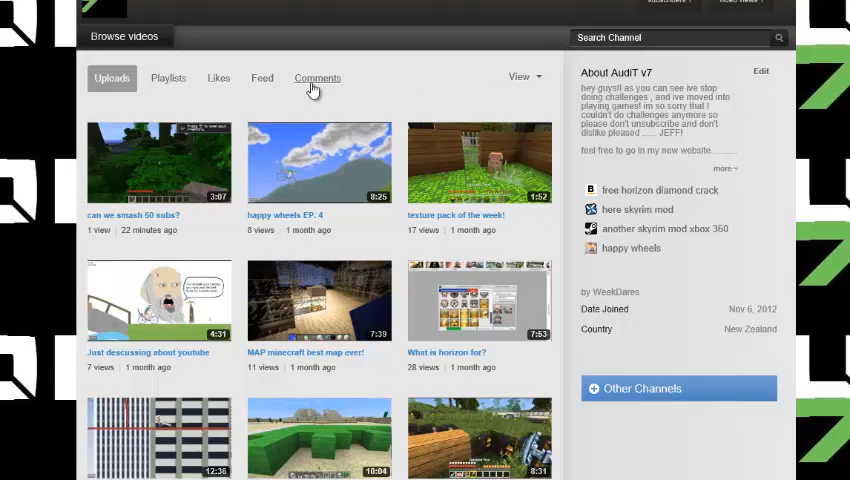 Browse videos
Search Channel
Uploads Playlists Likes Feed Comments View
3:07
8:25
1:52
can we smash 50 subs?
1 view 22 minutes ago
happy wheels EP. 4
8 views 1 month ago
texture pack of the week!
17 views 1 month ago
4:31
7:39
7:53
Just descussing about youtube
7 views 1 month ago
MAP minecraft best map ever!
11 views 1 month ago
What is horizon for?
28 views 1 month ago
12:36
10:04
8:31
About AudiT v7 Edit
hey guys!! as you can see ive stop
doing challenges , and ive moved into
playing games! im so sorry that I
couldn't do challenges anymore so
please don't unsubscribe and don't
dislike pleased ...... JEFF!
feel free to go in my new website..........
more
free horizon diamond crack
here skyrim mod
another skyrim mod xbox 360
happy wheels
by WeekDares
Date Joined Nov 6, 2012
Country New Zealand
Other Channels